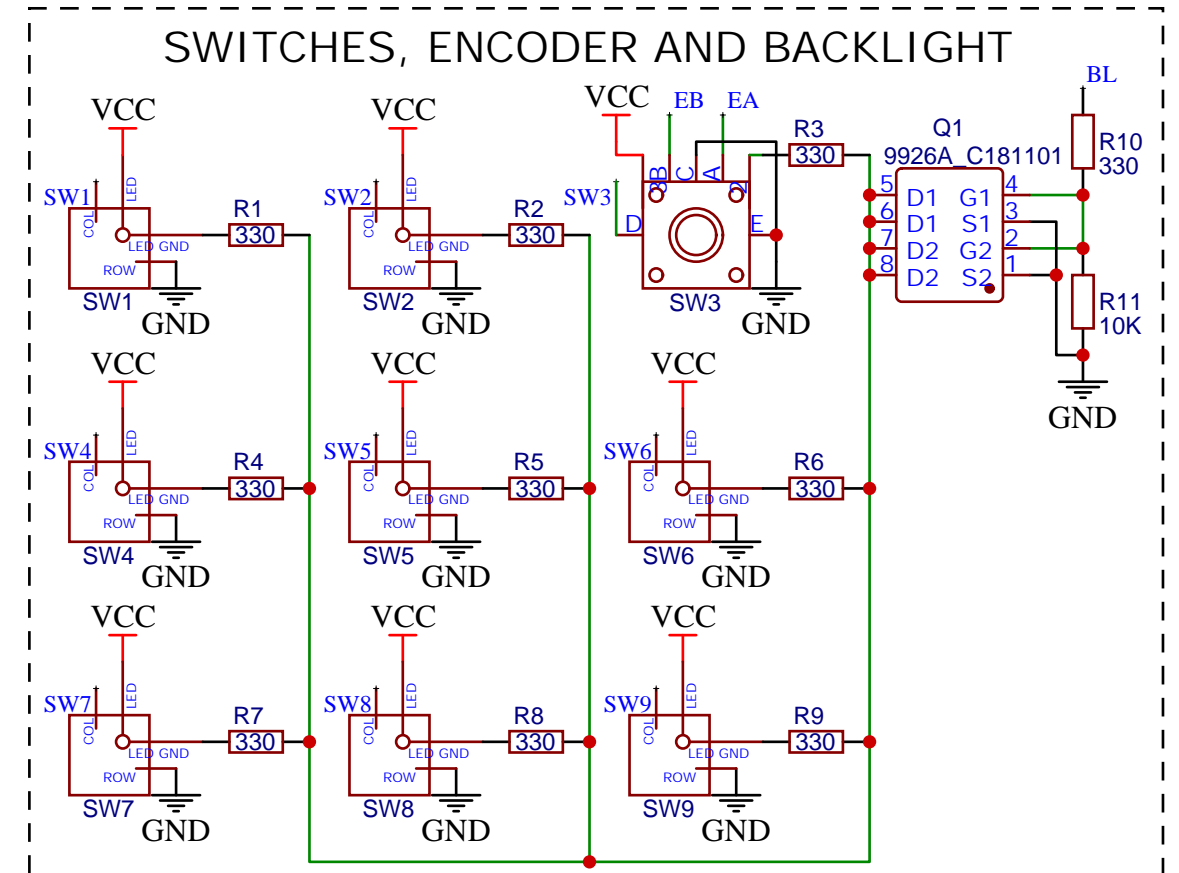 SWITCHES, ENCODER AND BACKLIGHT
VCC
SW1
COL
LED
LED GND
ROW
SW1
GND
R1
330
VCC
SW2
COL
LED
LED GND
ROW
SW2
GND
R2
330
VCC
EB
EA
SW3
B
C
A
D
E
SW3
GND
R3
330
Q1
9926A_C181101
5 D1 G1 4
6 D1 S1 3
7 D2 G2 2
8 D2 S2 1
BL
R10
330
R11
10K
GND
VCC
SW4
COL
LED
LED GND
ROW
SW4
GND
R4
330
VCC
SW5
COL
LED
LED GND
ROW
SW5
GND
R5
330
VCC
SW6
COL
LED
LED GND
ROW
SW6
GND
R6
330
VCC
SW7
COL
LED
LED GND
ROW
SW7
GND
R7
330
VCC
SW8
COL
LED
LED GND
ROW
SW8
GND
R8
330
VCC
SW9
COL
LED
LED GND
ROW
SW9
GND
R9
330